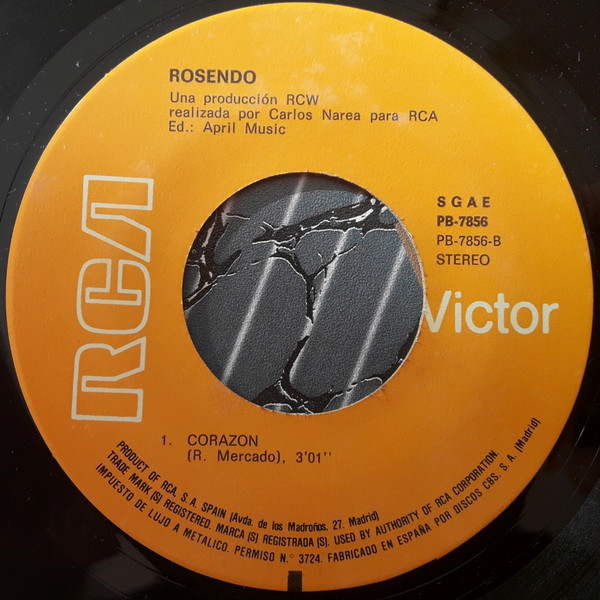 ROSENDO
Una producción RCW
realizada por Carlos Narea para RCA
Ed.: April Music
RCA
S G A E
PB-7856
PB-7856-B
STEREO
Victor
1. CORAZON
(R. Mercado), 3'01''
PRODUCT OF RCA, S.A. SPAIN (Avda. de los Madroños, 27. Madrid)
TRADE MARK (S) REGISTERED. MARCA (S) REGISTRADA (S). USED BY AUTHORITY OF RCA CORPORATION.
IMPUESTO DE LUJO A METALICO. PERMISO N.° 3724. FABRICADO EN ESPAÑA POR DISCOS CBS. S.A. (Madrid)